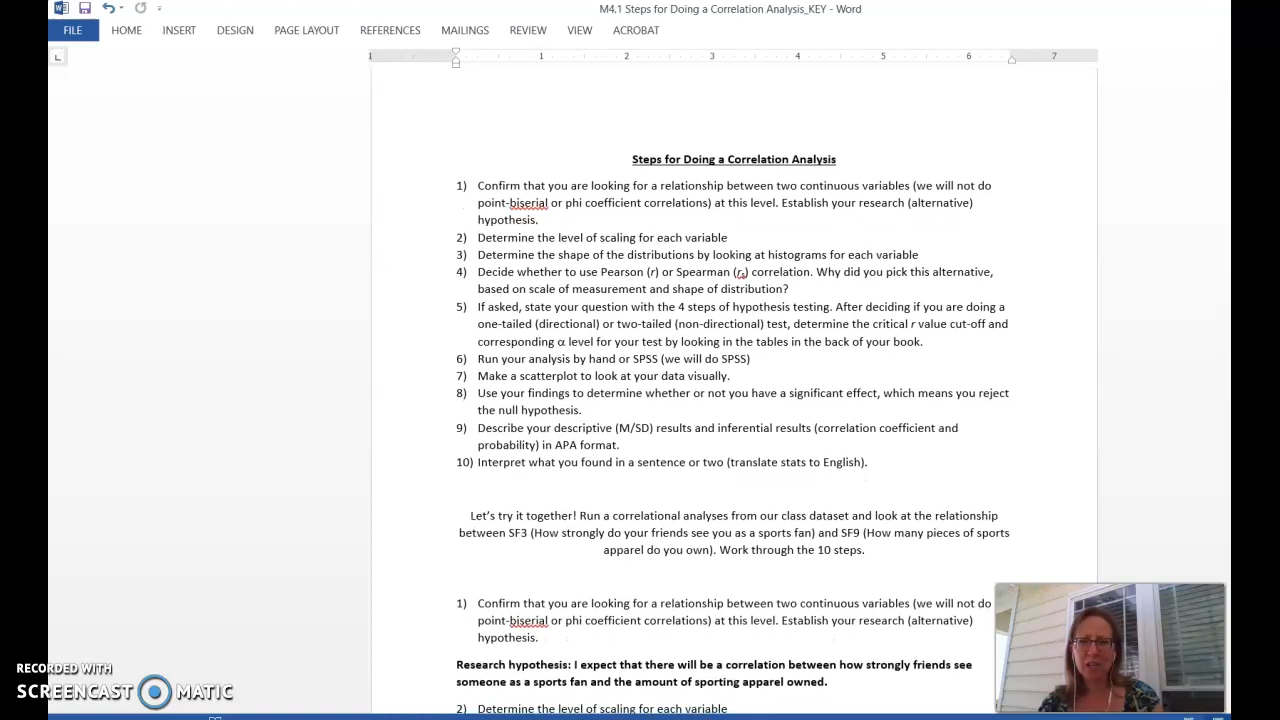 M4.1 Steps for Doing a Correlation Analysis_KEY - Word
FILE HOME INSERT DESIGN PAGE LAYOUT REFERENCES MAILINGS REVIEW VIEW ACROBAT
1 1 2 3 4 5 6 7
Steps for Doing a Correlation Analysis
1) Confirm that you are looking for a relationship between two continuous variables (we will not do
point-biserial or phi coefficient correlations) at this level. Establish your research (alternative)
hypothesis.
2) Determine the level of scaling for each variable
3) Determine the shape of the distributions by looking at histograms for each variable
4) Decide whether to use Pearson (r) or Spearman (rs) correlation. Why did you pick this alternative,
based on scale of measurement and shape of distribution?
5) If asked, state your question with the 4 steps of hypothesis testing. After deciding if you are doing a
one-tailed (directional) or two-tailed (non-directional) test, determine the critical r value cut-off and
corresponding α level for your test by looking in the tables in the back of your book.
6) Run your analysis by hand or SPSS (we will do SPSS)
7) Make a scatterplot to look at your data visually.
8) Use your findings to determine whether or not you have a significant effect, which means you reject
the null hypothesis.
9) Describe your descriptive (M/SD) results and inferential results (correlation coefficient and
probability) in APA format.
10) Interpret what you found in a sentence or two (translate stats to English).
Let's try it together! Run a correlational analyses from our class dataset and look at the relationship
between SF3 (How strongly do your friends see you as a sports fan) and SF9 (How many pieces of sports
apparel do you own). Work through the 10 steps.
1) Confirm that you are looking for a relationship between two continuous variables (we will not do
point-biserial or phi coefficient correlations) at this level. Establish your research (alternative)
hypothesis.
Research hypothesis: I expect that there will be a correlation between how strongly friends see
someone as a sports fan and the amount of sporting apparel owned.
2) Determine the level of scaling for each variable
RECORDED WITH
SCREENCAST MATIC